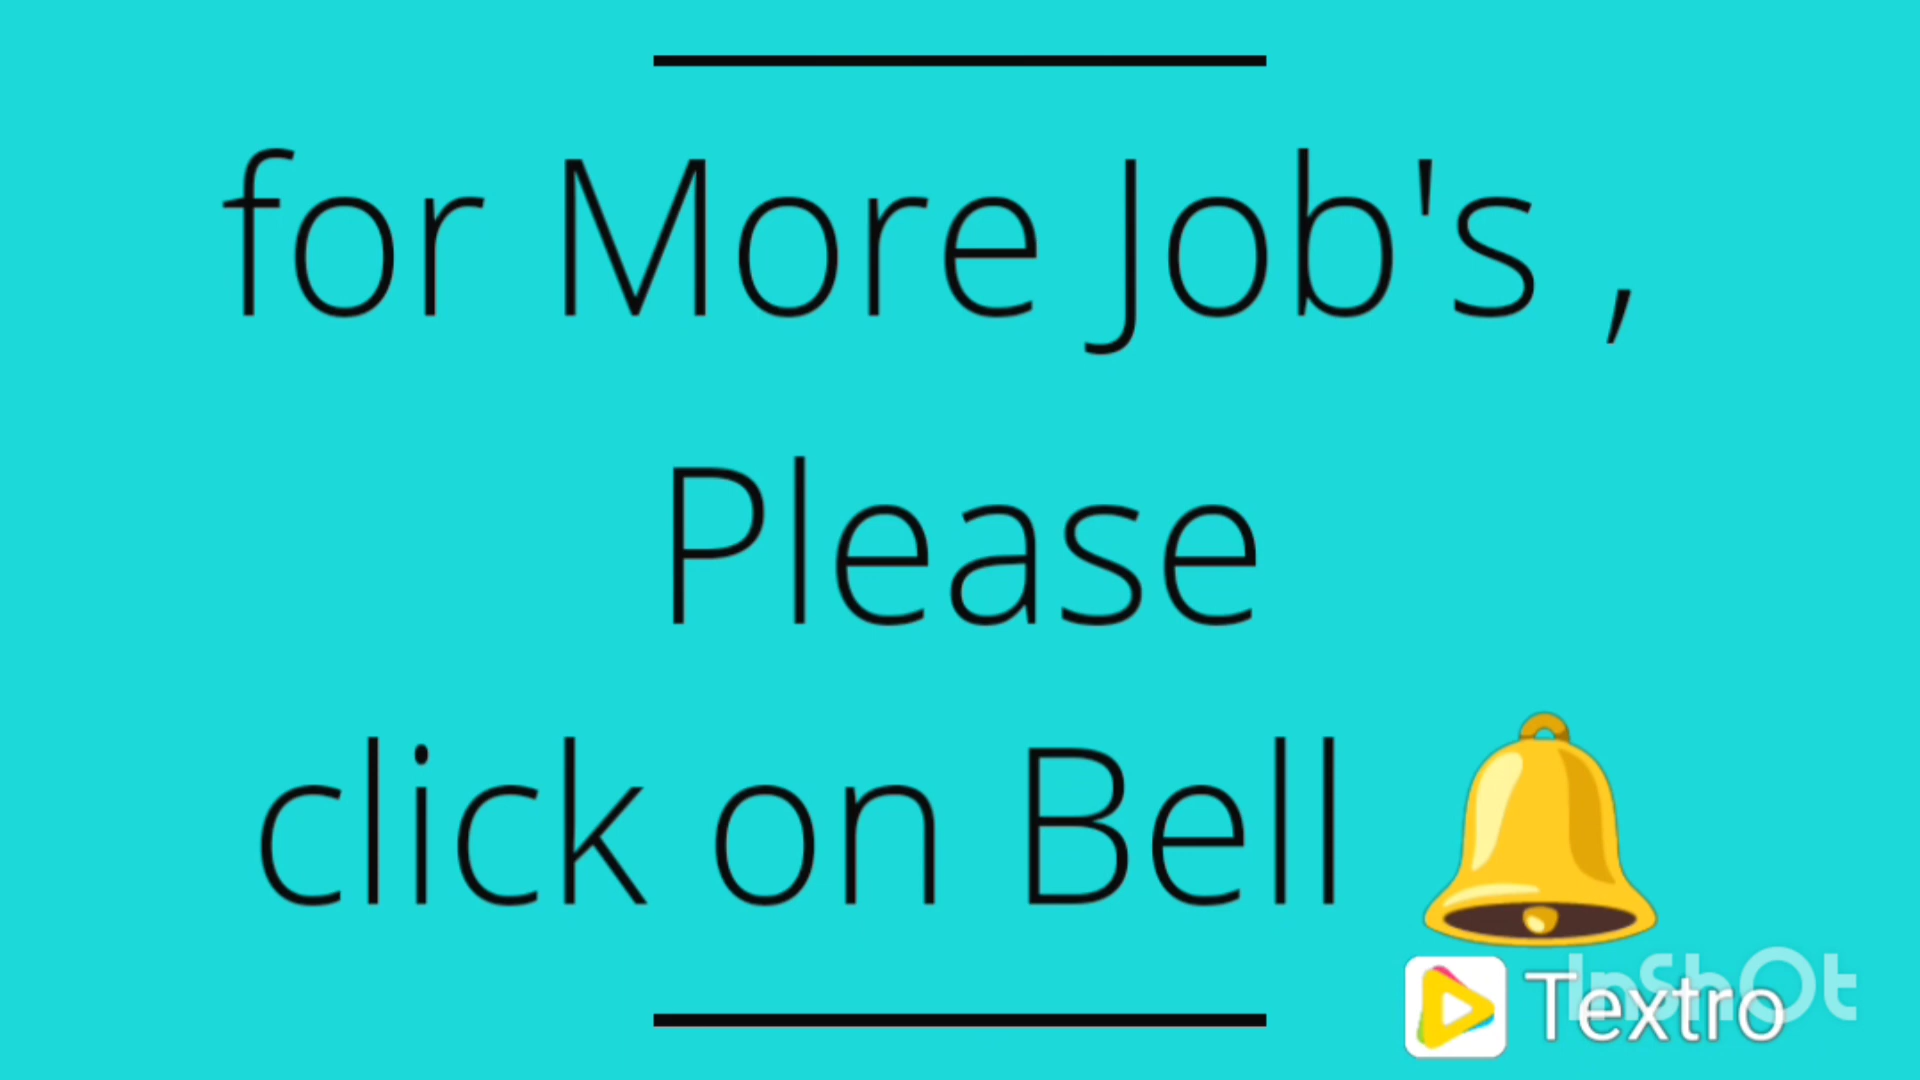 for More Job's ,
Please
click on Bell 🔔
InShOt
Textro